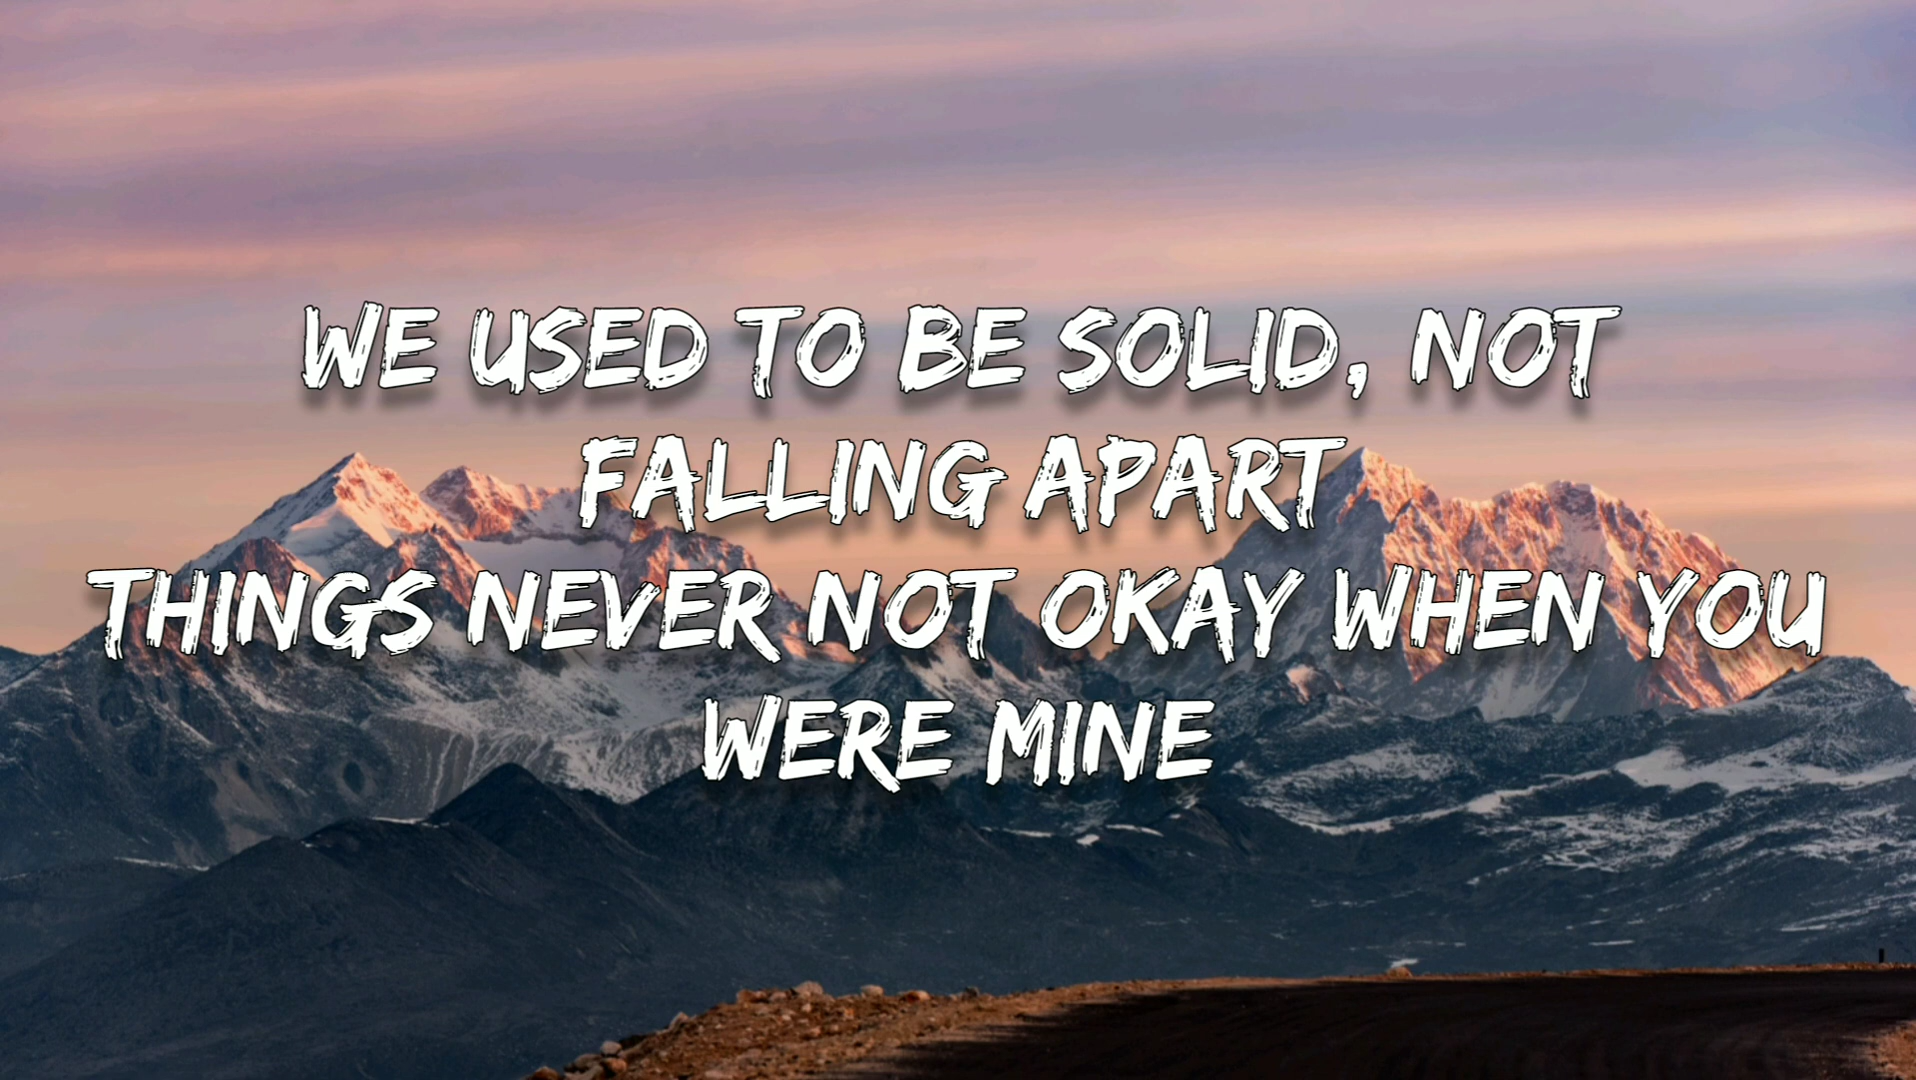 WE USED TO BE SOLID, NOT
FALLING APART
THINGS NEVER NOT OKAY WHEN YOU
WERE MINE